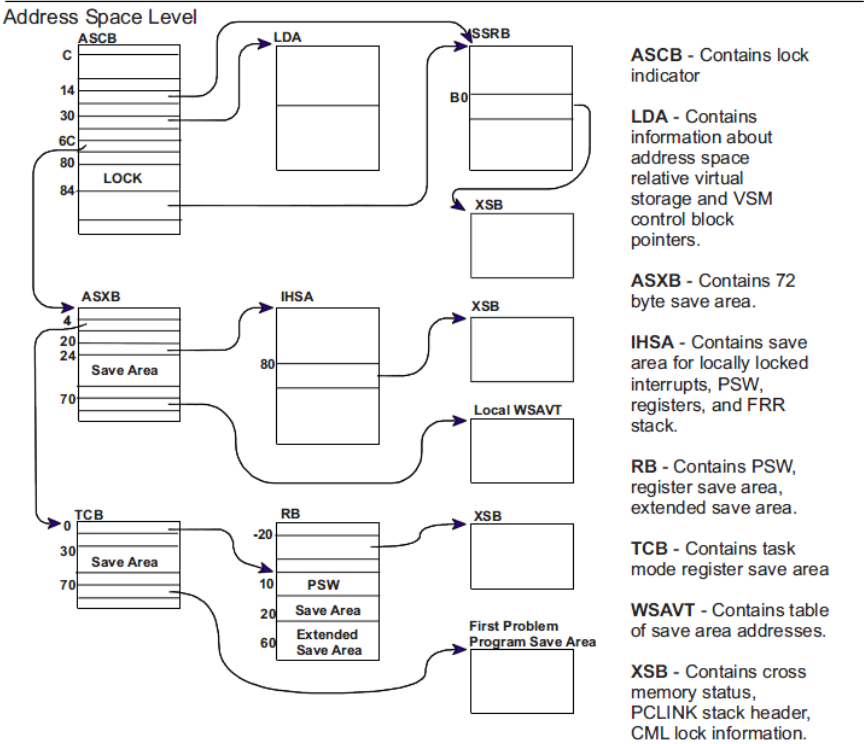 Address Space Level
ASCB
C
14
30
6C
80
LOCK
84
LDA
SSRB
B0
XSB
ASXB
4
20
24
Save Area
70
IHSA
80
XSB
Local WSAVT
TCB
0
30
Save Area
70
RB
-20
10
PSW
20
Save Area
60
Extended
Save Area
XSB
First Problem
Program Save Area
ASCB - Contains lock
indicator
LDA - Contains
information about
address space
relative virtual
storage and VSM
control block
pointers.
ASXB - Contains 72
byte save area.
IHSA - Contains save
area for locally locked
interrupts, PSW,
registers, and FRR
stack.
RB - Contains PSW,
register save area,
extended save area.
TCB - Contains task
mode register save area
WSAVT - Contains table
of save area addresses.
XSB - Contains cross
memory status,
PCLINK stack header,
CML lock information.